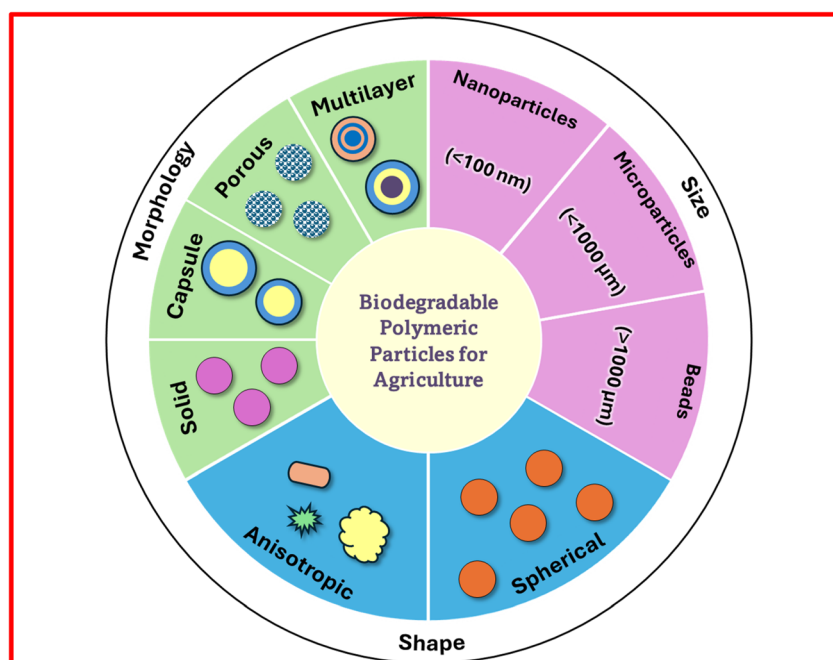 Morphology
Multilayer
Porous
Capsule
Solid
Size
Nanoparticles
(<100 nm)
Microparticles
(<1000 μm)
Beads
(>1000 μm)
Biodegradable
Polymeric
Particles for
Agriculture
Anisotropic
Spherical
Shape